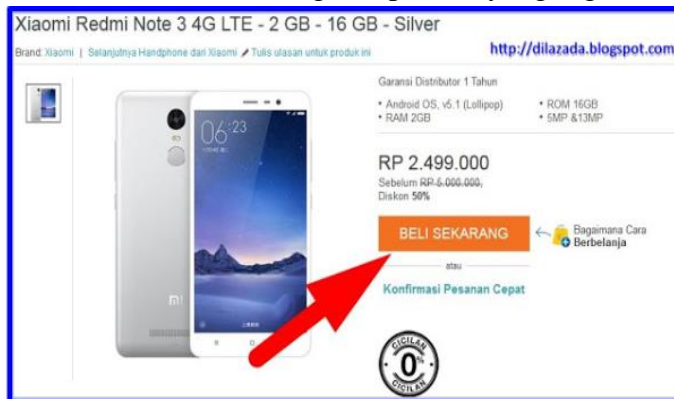 Xiaomi Redmi Note 3 4G LTE - 2 GB - 16 GB - Silver
Brand: Xiaomi | Selanjutnya Handphone dari Xiaomi Tulis ulasan untuk produk ini
http://dilazada.blogspot.com
Garansi Distributor 1 Tahun
• Android OS, v5.1 (Lollipop)
• ROM 16GB
• RAM 2GB
• 5MP &13MP
06:23
RP 2.499.000
Sebelum RP 5.000.000,
Diskon 50%
BELI SEKARANG
Bagaimana Cara
Berbelanja
atau
Konfirmasi Pesanan Cepat
mi
CICILAN
0%
CICILAN